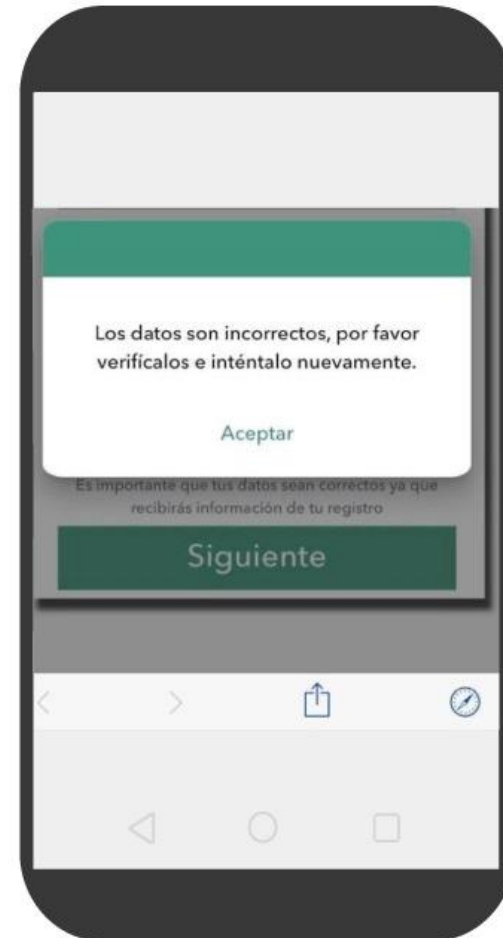 Los datos son incorrectos, por favor
verifícalos e inténtalo nuevamente.
Aceptar
Es importante que tus datos sean correctos ya que
recibirás información de tu registro
Siguiente